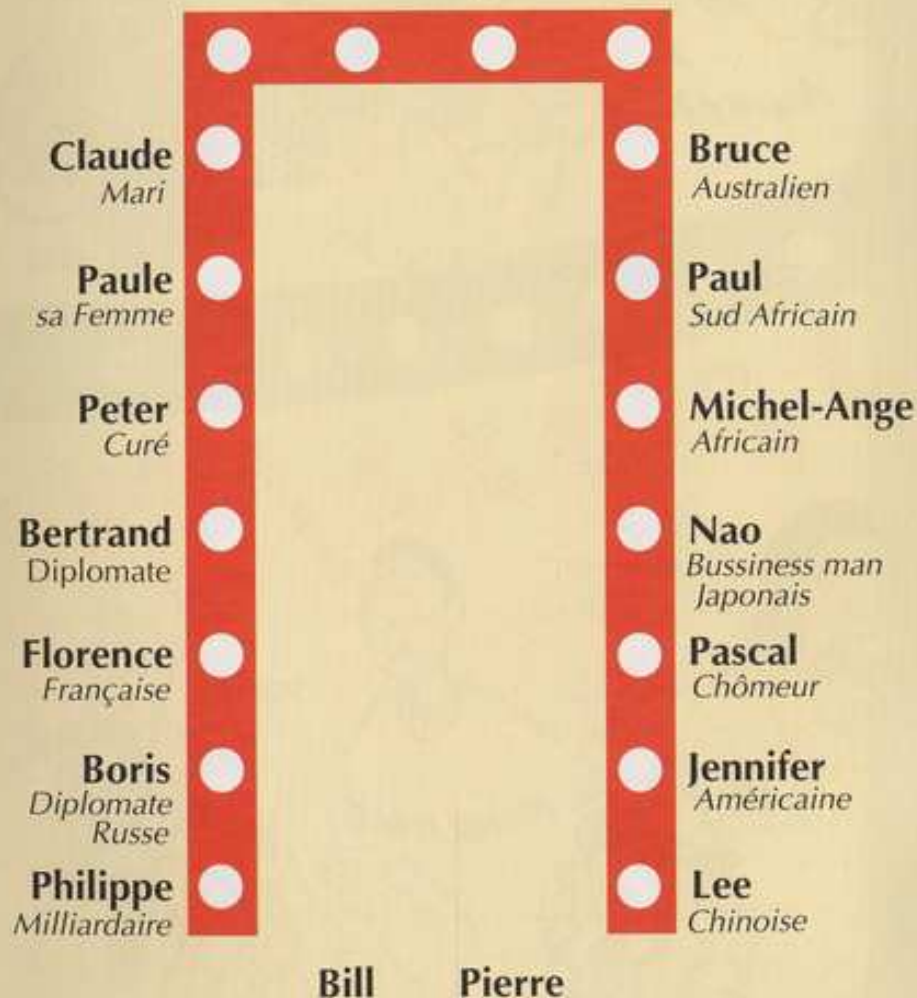 Claude
Mari
Paule
sa Femme
Peter
Curé
Bertrand
Diplomate
Florence
Française
Boris
Diplomate
Russe
Philippe
Milliardaire
Bruce
Australien
Paul
Sud Africain
Michel-Ange
Africain
Nao
Bussiness man
Japonais
Pascal
Chômeur
Jennifer
Américaine
Lee
Chinoise
Bill Pierre